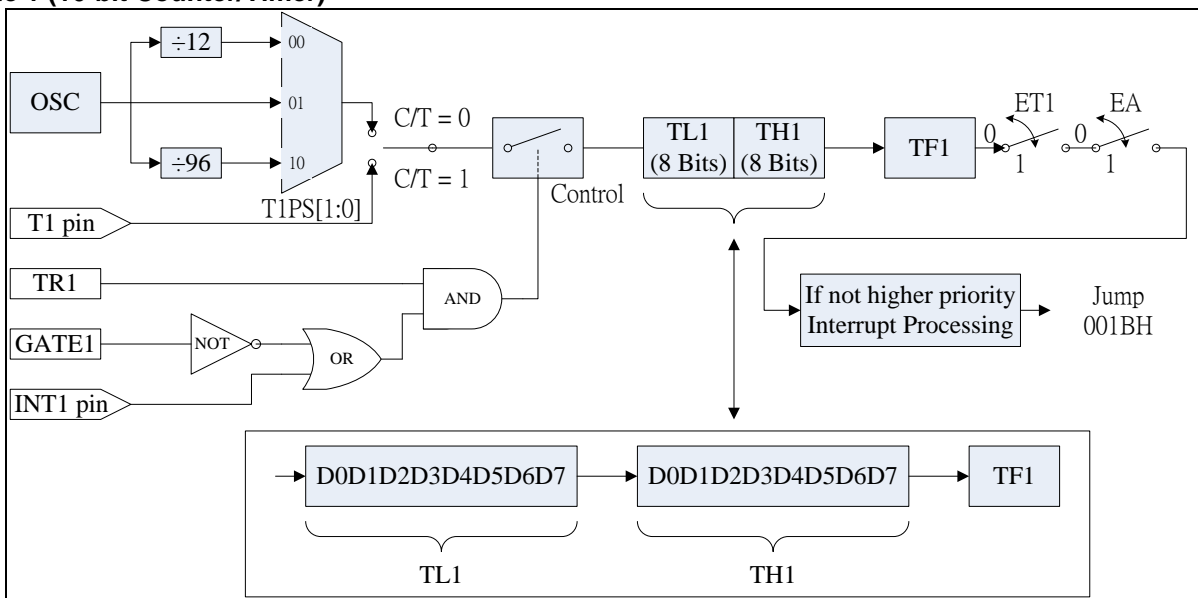 ÷12
00
OSC
01
÷96
10
T1PS[1:0]
C/T = 0
C/T = 1
Control
TL1
(8 Bits)
TH1
(8 Bits)
TF1
ET1
0
1
EA
0
1
T1 pin
TR1
AND
GATE1
NOT
OR
INT1 pin
If not higher priority
Interrupt Processing
Jump
001BH
D0D1D2D3D4D5D6D7
D0D1D2D3D4D5D6D7
TF1
TL1
TH1